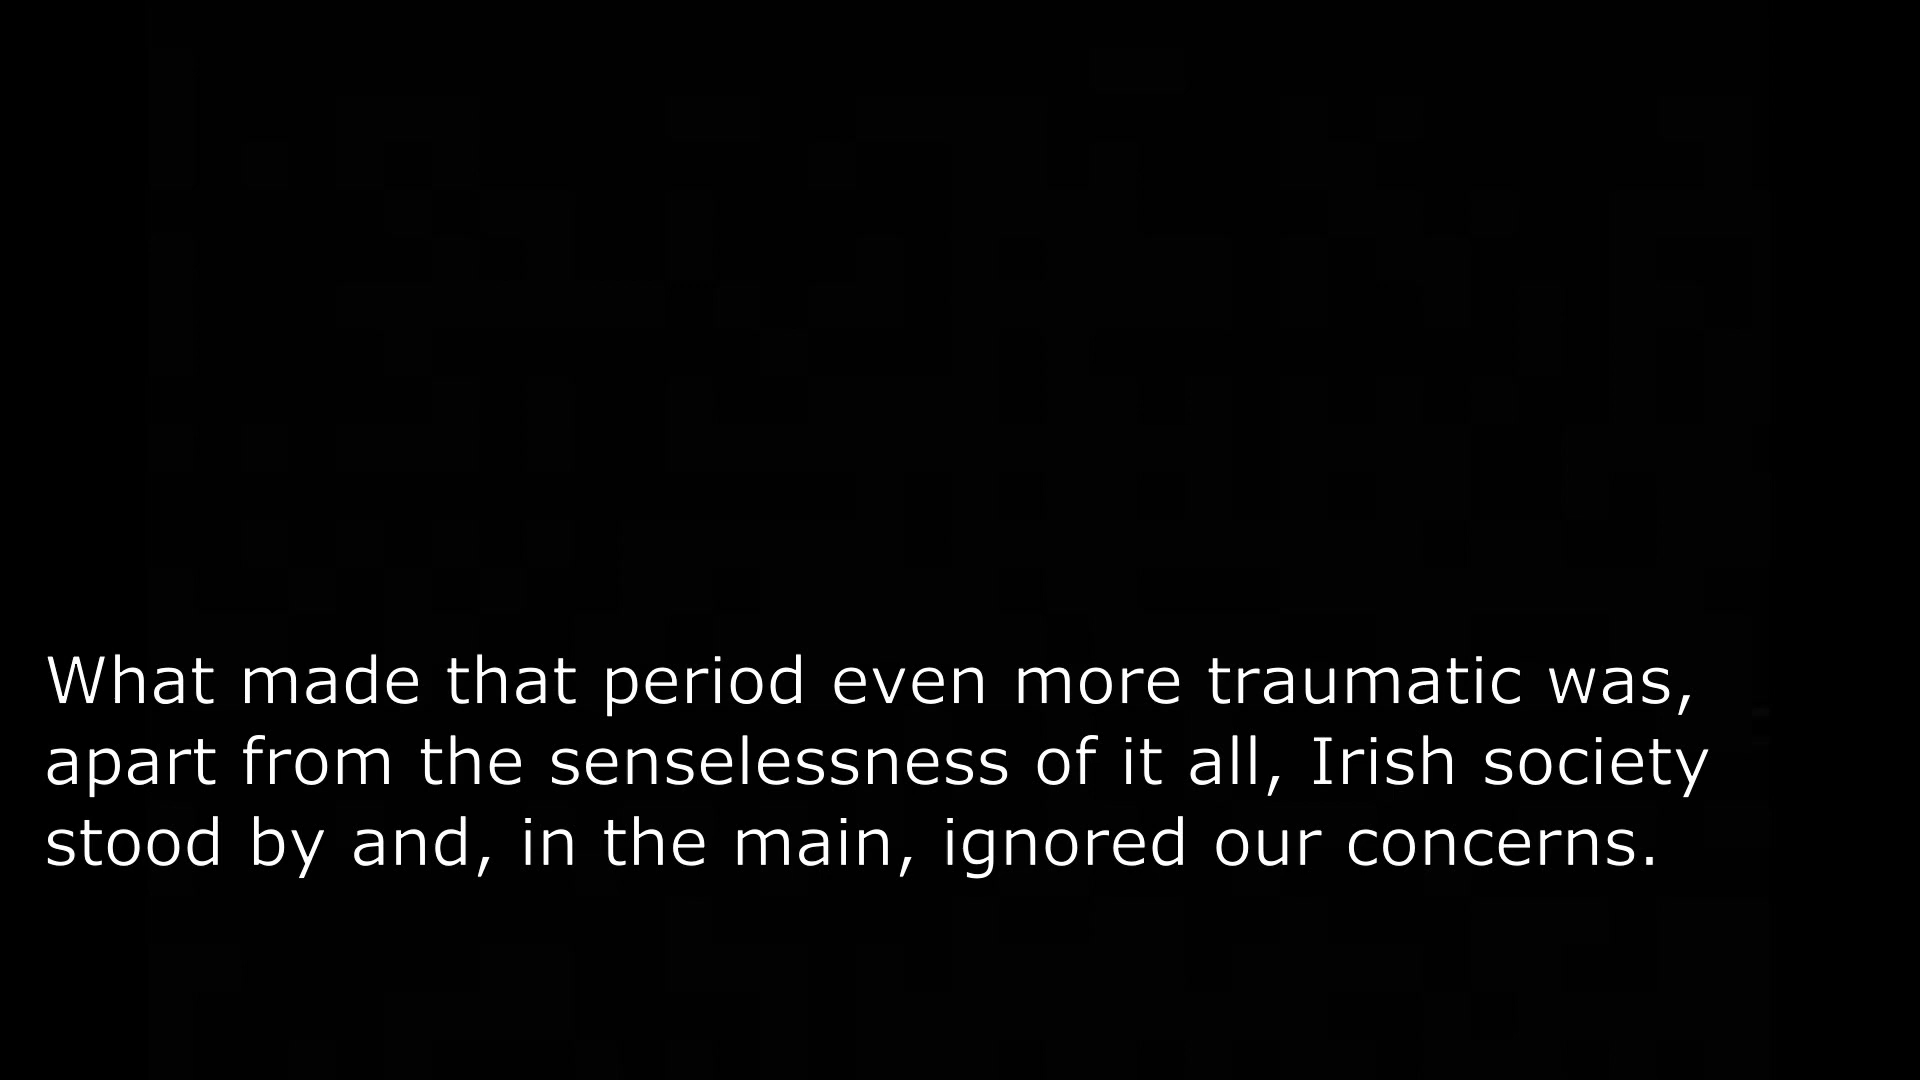 What made that period even more traumatic was,
apart from the senselessness of it all, Irish society
stood by and, in the main, ignored our concerns.